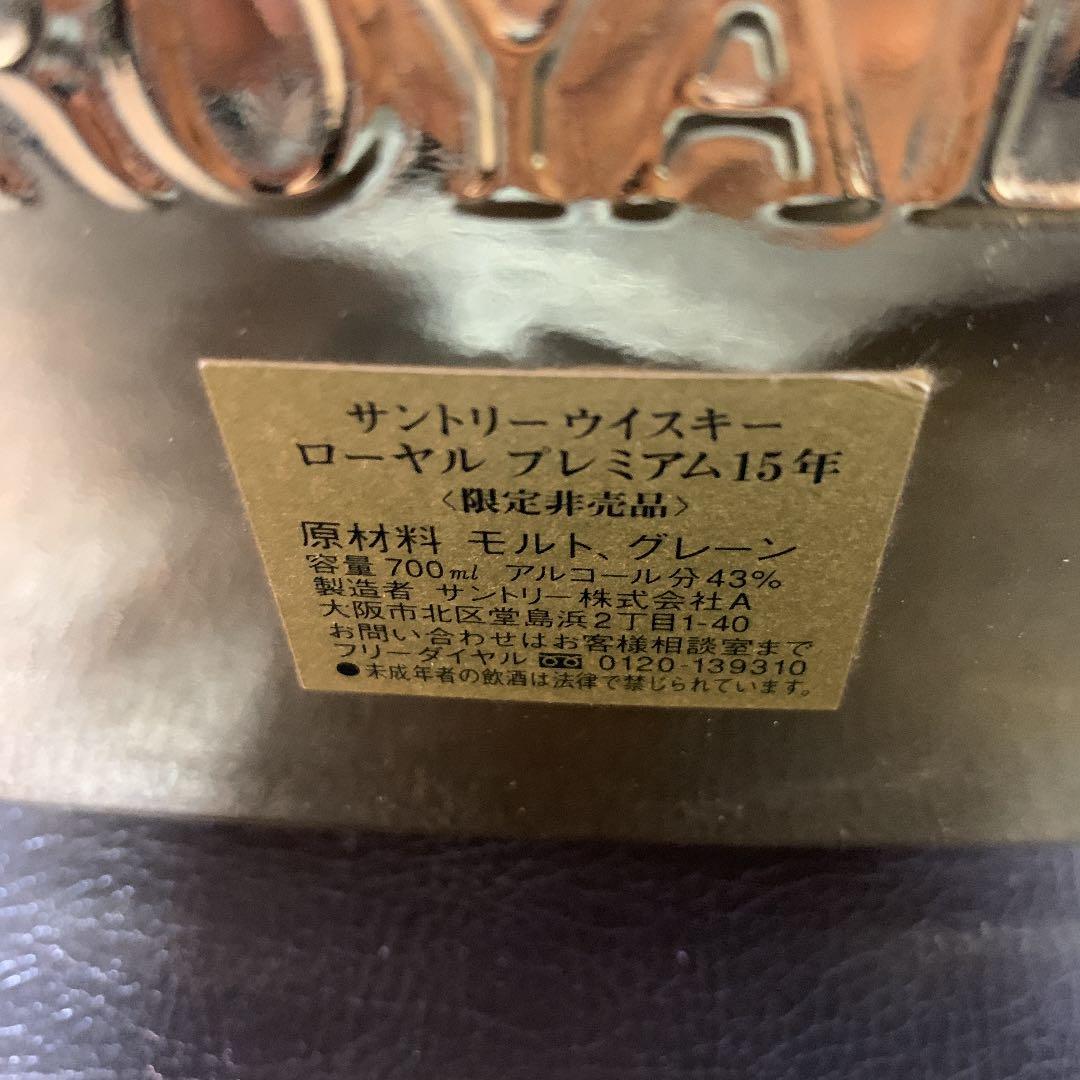 ROYAL
サントリー ウイスキー
ローヤル プレミアム15年
〈限定非売品〉
原材料 モルト、グレーン
容量 700ml アルコール分 43%
製造者 サントリー株式会社A
大阪市北区堂島浜2丁目1-40
お問い合わせはお客様相談室まで
フリーダイヤル 0120-139310
●未成年者の飲酒は法律で禁じられています。